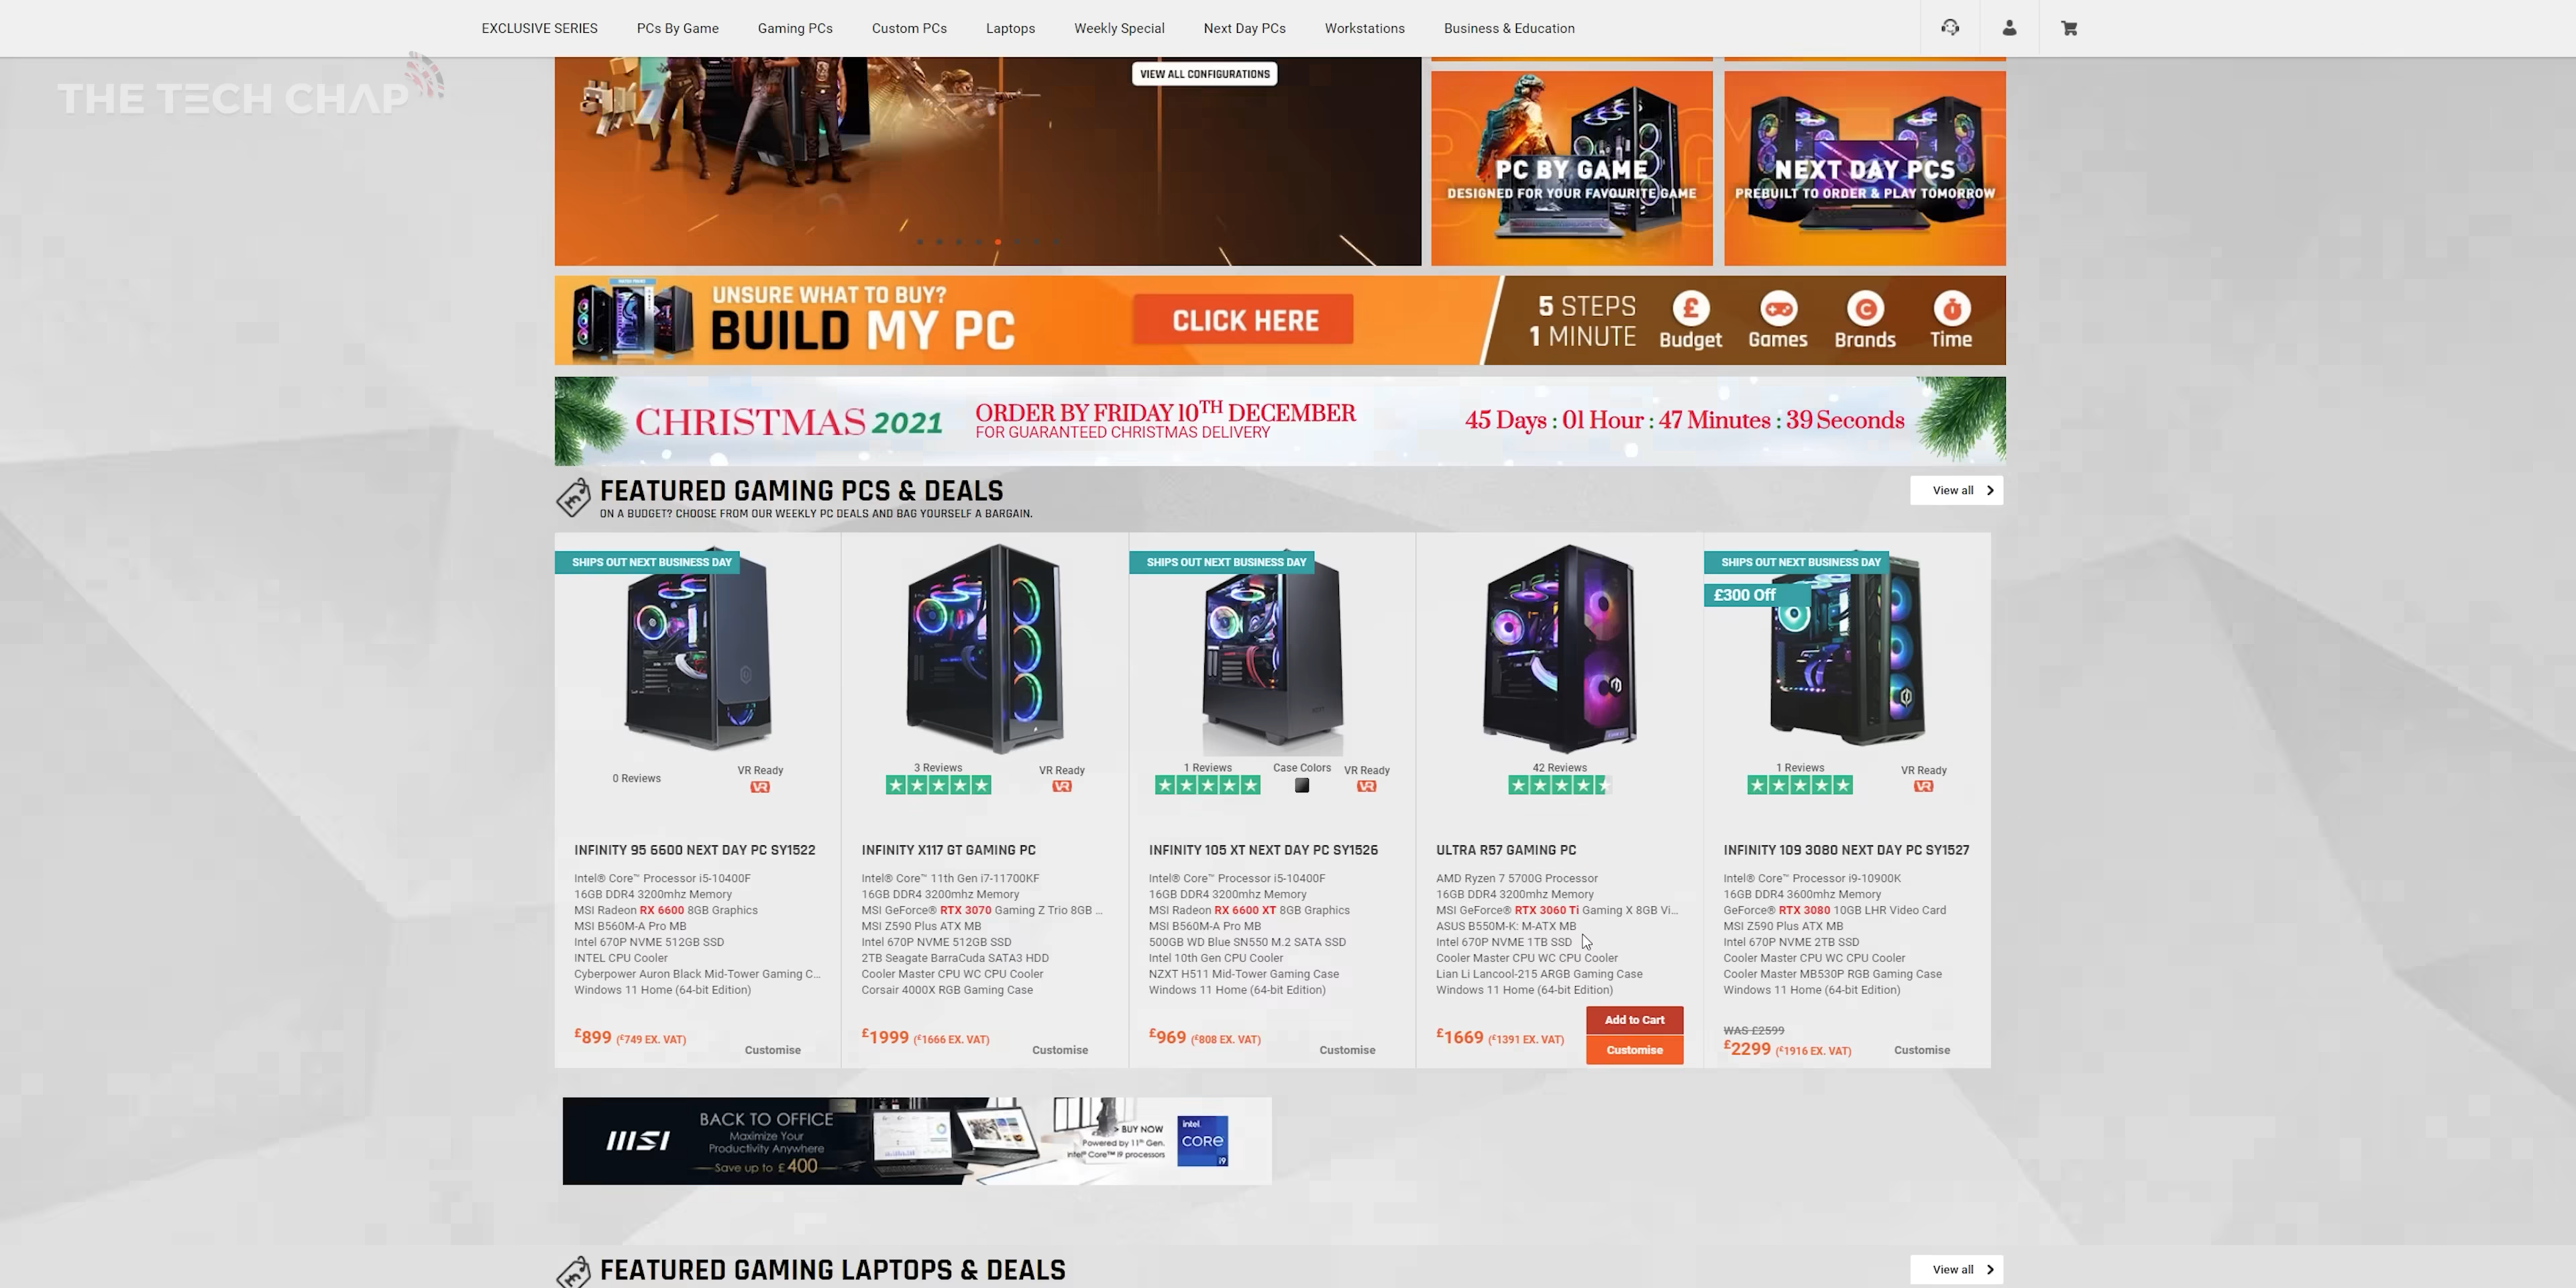 EXCLUSIVE SERIES PCs By Game Gaming PCs Custom PCs Laptops Weekly Special Next Day PCs Workstations Business & Education
THE TECH CHAP
VIEW ALL CONFIGURATIONS
PC BY GAME
DESIGNED FOR YOUR FAVOURITE GAME
NEXT DAY PCS
PREBUILT TO ORDER & PLAY TOMORROW
UNSURE WHAT TO BUY?
BUILD MY PC
CLICK HERE
5 STEPS
1 MINUTE
Budget Games Brands Time
CHRISTMAS 2021
ORDER BY FRIDAY 10TH DECEMBER
FOR GUARANTEED CHRISTMAS DELIVERY
45 Days : 01 Hour : 47 Minutes : 39 Seconds
FEATURED GAMING PCS & DEALS
ON A BUDGET? CHOOSE FROM OUR WEEKLY PC DEALS AND BAG YOURSELF A BARGAIN.
View all
SHIPS OUT NEXT BUSINESS DAY
0 Reviews
VR Ready
VR
INFINITY 95 6600 NEXT DAY PC SY1522
Intel® Core™ Processor i5-10400F
16GB DDR4 3200mhz Memory
MSI Radeon RX 6600 8GB Graphics
MSI B560M-A Pro MB
Intel 670P NVME 512GB SSD
INTEL CPU Cooler
Cyberpower Auron Black Mid-Tower Gaming C...
Windows 11 Home (64-bit Edition)
£899 (£749 EX. VAT)
Customise
3 Reviews
VR Ready
VR
INFINITY X117 GT GAMING PC
Intel® Core™ 11th Gen i7-11700KF
16GB DDR4 3200mhz Memory
MSI GeForce® RTX 3070 Gaming Z Trio 8GB ...
MSI Z590 Plus ATX MB
Intel 670P NVME 512GB SSD
2TB Seagate BarraCuda SATA3 HDD
Cooler Master CPU WC CPU Cooler
Corsair 4000X RGB Gaming Case
£1999 (£1666 EX. VAT)
Customise
SHIPS OUT NEXT BUSINESS DAY
1 Reviews
Case Colors
VR Ready
VR
INFINITY 105 XT NEXT DAY PC SY1526
Intel® Core™ Processor i5-10400F
16GB DDR4 3200mhz Memory
MSI Radeon RX 6600 XT 8GB Graphics
MSI B560M-A Pro MB
500GB WD Blue SN550 M.2 SATA SSD
Intel 10th Gen CPU Cooler
NZXT H511 Mid-Tower Gaming Case
Windows 11 Home (64-bit Edition)
£969 (£808 EX. VAT)
Customise
42 Reviews
ULTRA R57 GAMING PC
AMD Ryzen 7 5700G Processor
16GB DDR4 3200mhz Memory
MSI GeForce® RTX 3060 Ti Gaming X 8GB Vi...
ASUS B550M-K: M-ATX MB
Intel 670P NVME 1TB SSD
Cooler Master CPU WC CPU Cooler
Lian Li Lancool-215 ARGB Gaming Case
Windows 11 Home (64-bit Edition)
£1669 (£1391 EX. VAT)
Add to Cart
Customise
SHIPS OUT NEXT BUSINESS DAY
£300 Off
1 Reviews
VR Ready
VR
INFINITY 109 3080 NEXT DAY PC SY1527
Intel® Core™ Processor i9-10900K
16GB DDR4 3600mhz Memory
GeForce® RTX 3080 10GB LHR Video Card
MSI Z590 Plus ATX MB
Intel 670P NVME 2TB SSD
Cooler Master CPU WC CPU Cooler
Cooler Master MB530P RGB Gaming Case
Windows 11 Home (64-bit Edition)
WAS £2599
£2299 (£1916 EX. VAT)
Customise
msi
BACK TO OFFICE
Maximize Your
Productivity Anywhere
Save up to £400
> BUY NOW
Powered by 11th Gen.
Intel® Core™ i9 processors
intel
CORE
i9
FEATURED GAMING LAPTOPS & DEALS
View all